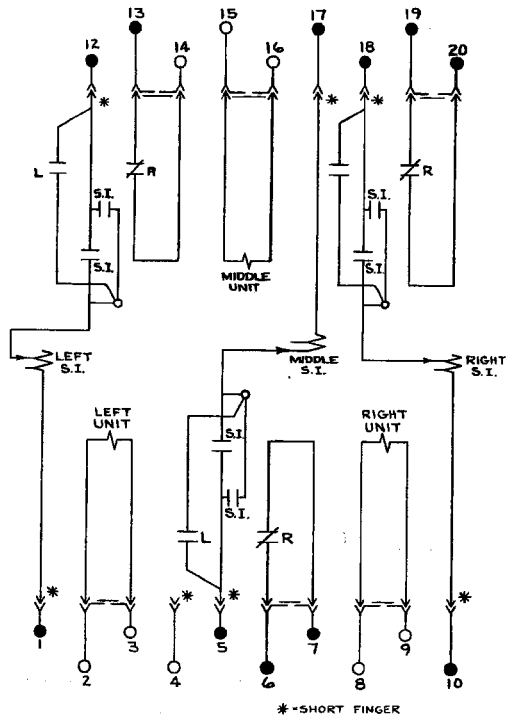 13 15 17 19
12 14 16 18 20
* * *
L R R
S.I. S.I.
S.I. S.I.
MIDDLE
UNIT
LEFT
S.I.
MIDDLE
S.I.
RIGHT
S.I.
LEFT
UNIT
RIGHT
UNIT
S.I.
S.I.
L R
* * * *
1 2 3 4 5 6 7 8 9 10
*=SHORT FINGER